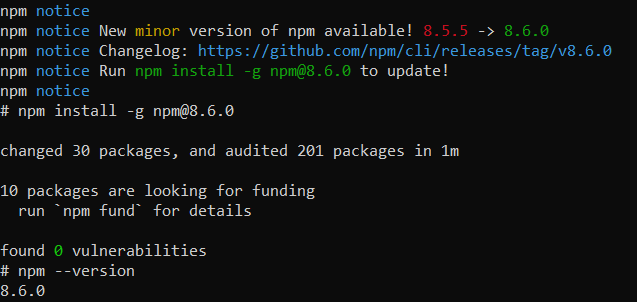 npm notice
npm notice New minor version of npm available! 8.5.5 -> 8.6.0
npm notice Changelog: https://github.com/npm/cli/releases/tag/v8.6.0
npm notice Run npm install -g npm@8.6.0 to update!
npm notice
# npm install -g npm@8.6.0

changed 30 packages, and audited 201 packages in 1m

10 packages are looking for funding
  run `npm fund` for details

found 0 vulnerabilities
# npm --version
8.6.0